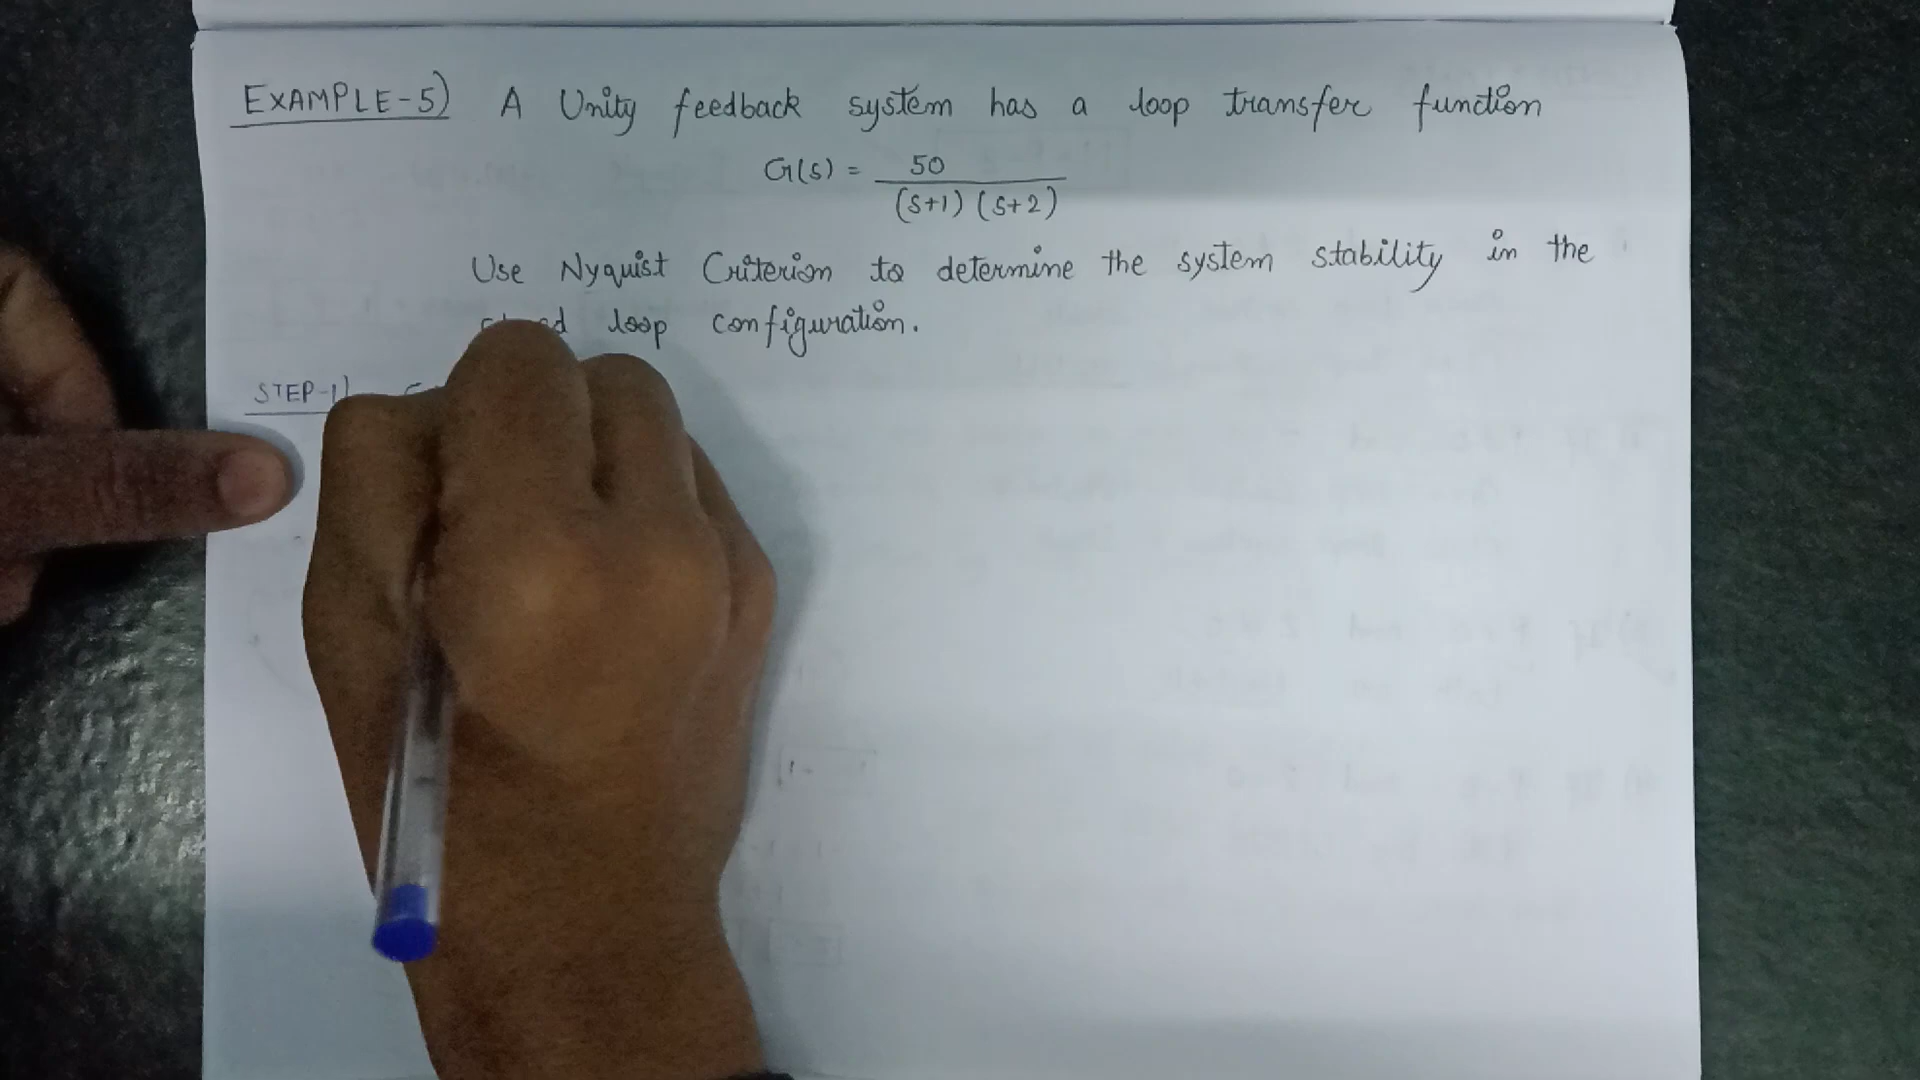 EXAMPLE-5) A Unity feedback system has a loop transfer function
G(s) = 50
(s+1) (s+2)
Use Nyquist Criterion to determine the system stability in the
loop configuration.
STEP-1)